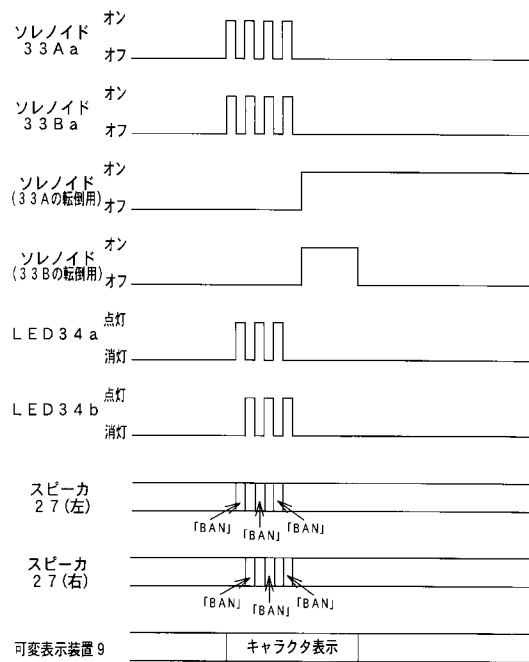 ソレノイド
33Aa
オン
オフ
ソレノイド
33Ba
オン
オフ
ソレノイド
(33Aの転倒用)
オン
オフ
ソレノイド
(33Bの転倒用)
オン
オフ
LED34a
点灯
消灯
LED34b
点灯
消灯
スピーカ
27(左)
「BAN」 「BAN」 「BAN」
スピーカ
27(右)
「BAN」 「BAN」 「BAN」
可変表示装置9
キャラクタ表示